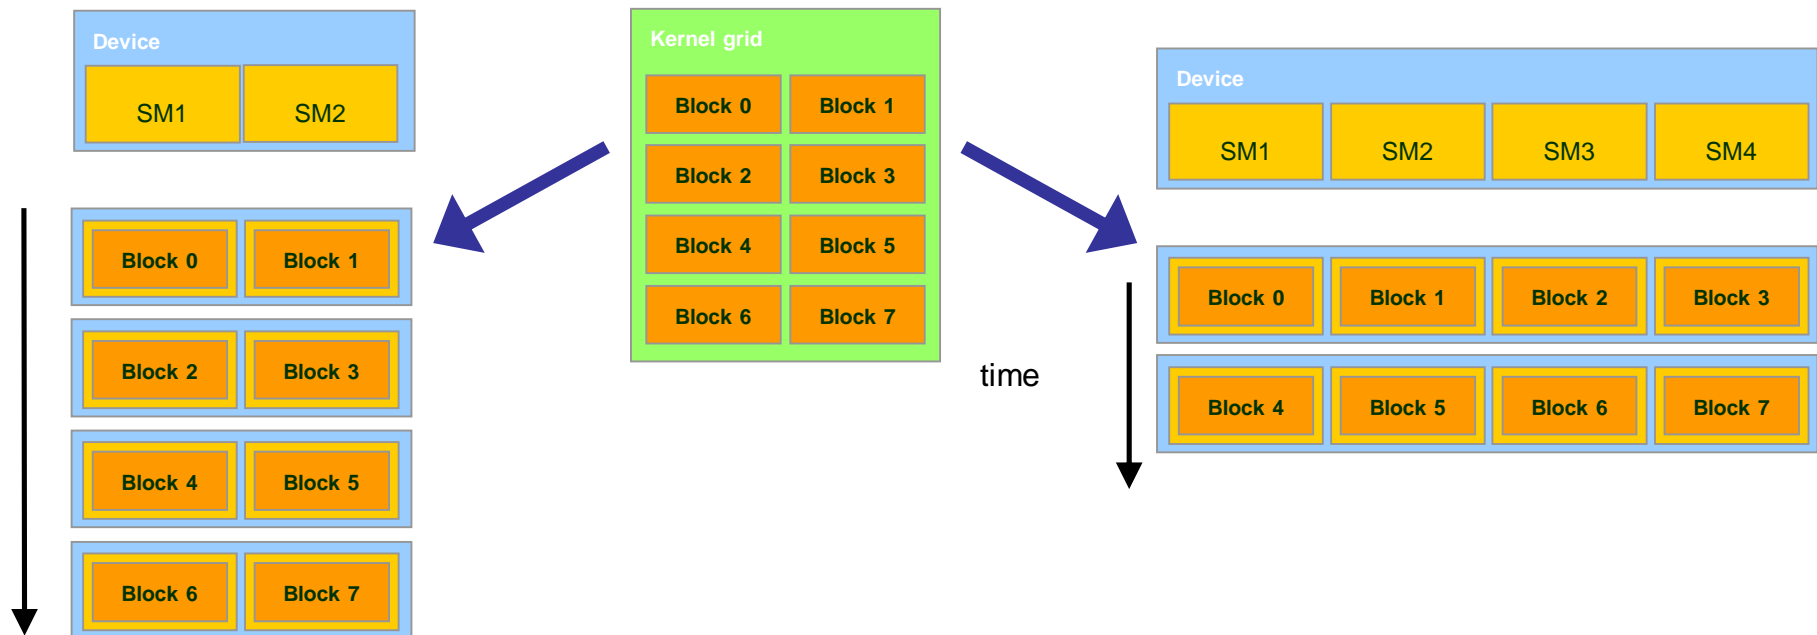 Device
SM1 SM2
Block 0 Block 1
Block 2 Block 3
Block 4 Block 5
Block 6 Block 7
Kernel grid
Block 0 Block 1
Block 2 Block 3
Block 4 Block 5
Block 6 Block 7
time
Device
SM1 SM2 SM3 SM4
Block 0 Block 1 Block 2 Block 3
Block 4 Block 5 Block 6 Block 7